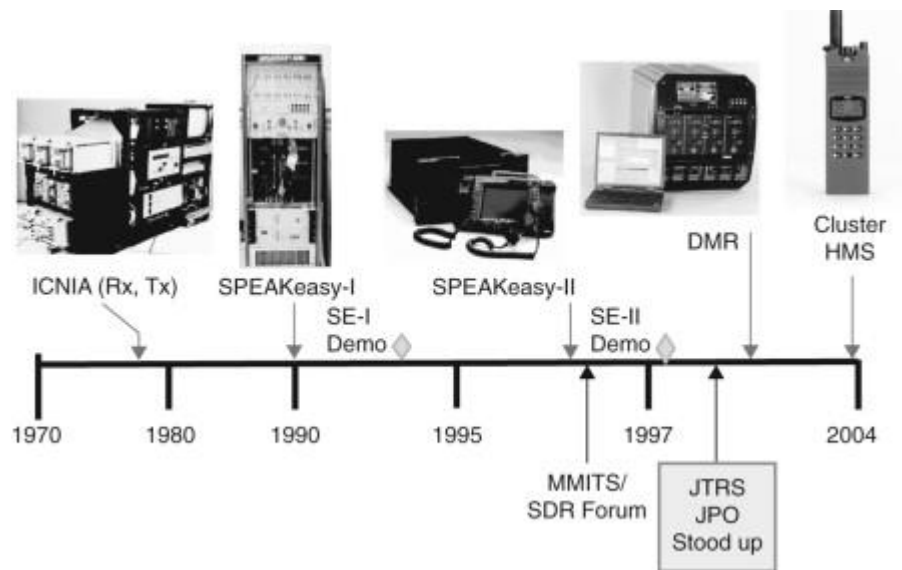 ICNIA (Rx, Tx)
SPEAKeasy-I
SE-I
Demo
SPEAKeasy-II
SE-II
Demo
DMR
Cluster
HMS
1970
1980
1990
1995
1997
2004
MMITS/
SDR Forum
JTRS
JPO
Stood up